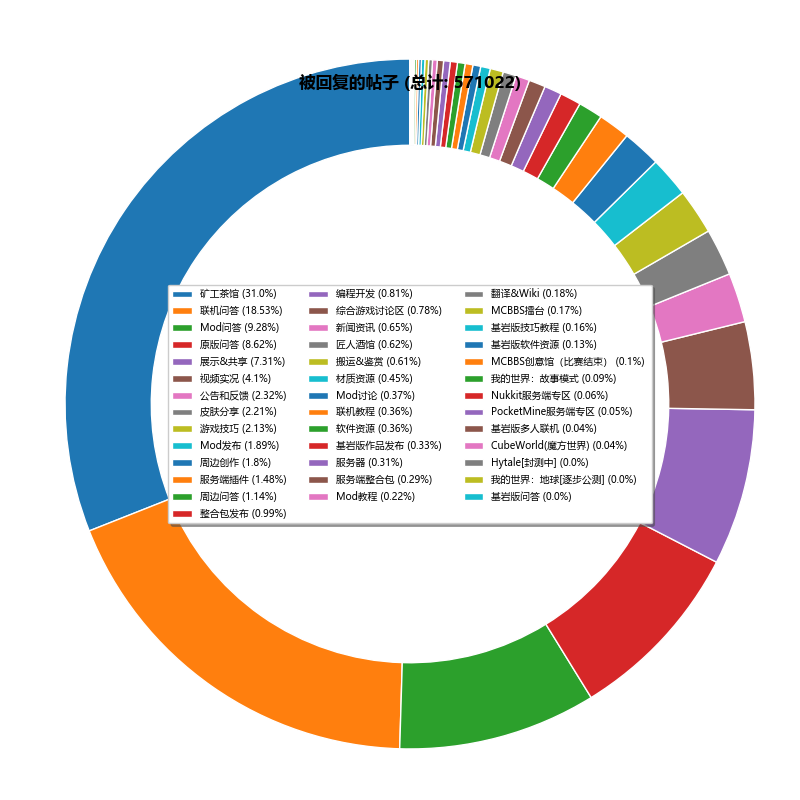 被回复的帖子 (总计: 571022)
矿工茶馆 (31.0%)
联机问答 (18.53%)
Mod问答 (9.28%)
原版问答 (8.62%)
展示&共享 (7.31%)
视频实况 (4.1%)
公告和反馈 (2.32%)
皮肤分享 (2.21%)
游戏技巧 (2.13%)
Mod发布 (1.89%)
周边创作 (1.8%)
服务端插件 (1.48%)
周边问答 (1.14%)
整合包发布 (0.99%)
编程开发 (0.81%)
综合游戏讨论区 (0.78%)
新闻资讯 (0.65%)
匠人酒馆 (0.62%)
搬运&鉴赏 (0.61%)
材质资源 (0.45%)
Mod讨论 (0.37%)
联机教程 (0.36%)
软件资源 (0.36%)
基岩版作品发布 (0.33%)
服务器 (0.31%)
服务端整合包 (0.29%)
Mod教程 (0.22%)
翻译&Wiki (0.18%)
MCBBS擂台 (0.17%)
基岩版技巧教程 (0.16%)
基岩版软件资源 (0.13%)
MCBBS创意馆（比赛结束） (0.1%)
我的世界：故事模式 (0.09%)
Nukkit服务端专区 (0.06%)
PocketMine服务端专区 (0.05%)
基岩版多人联机 (0.04%)
CubeWorld(魔方世界) (0.04%)
Hytale[封测中] (0.0%)
我的世界：地球[逐步公测] (0.0%)
基岩版问答 (0.0%)